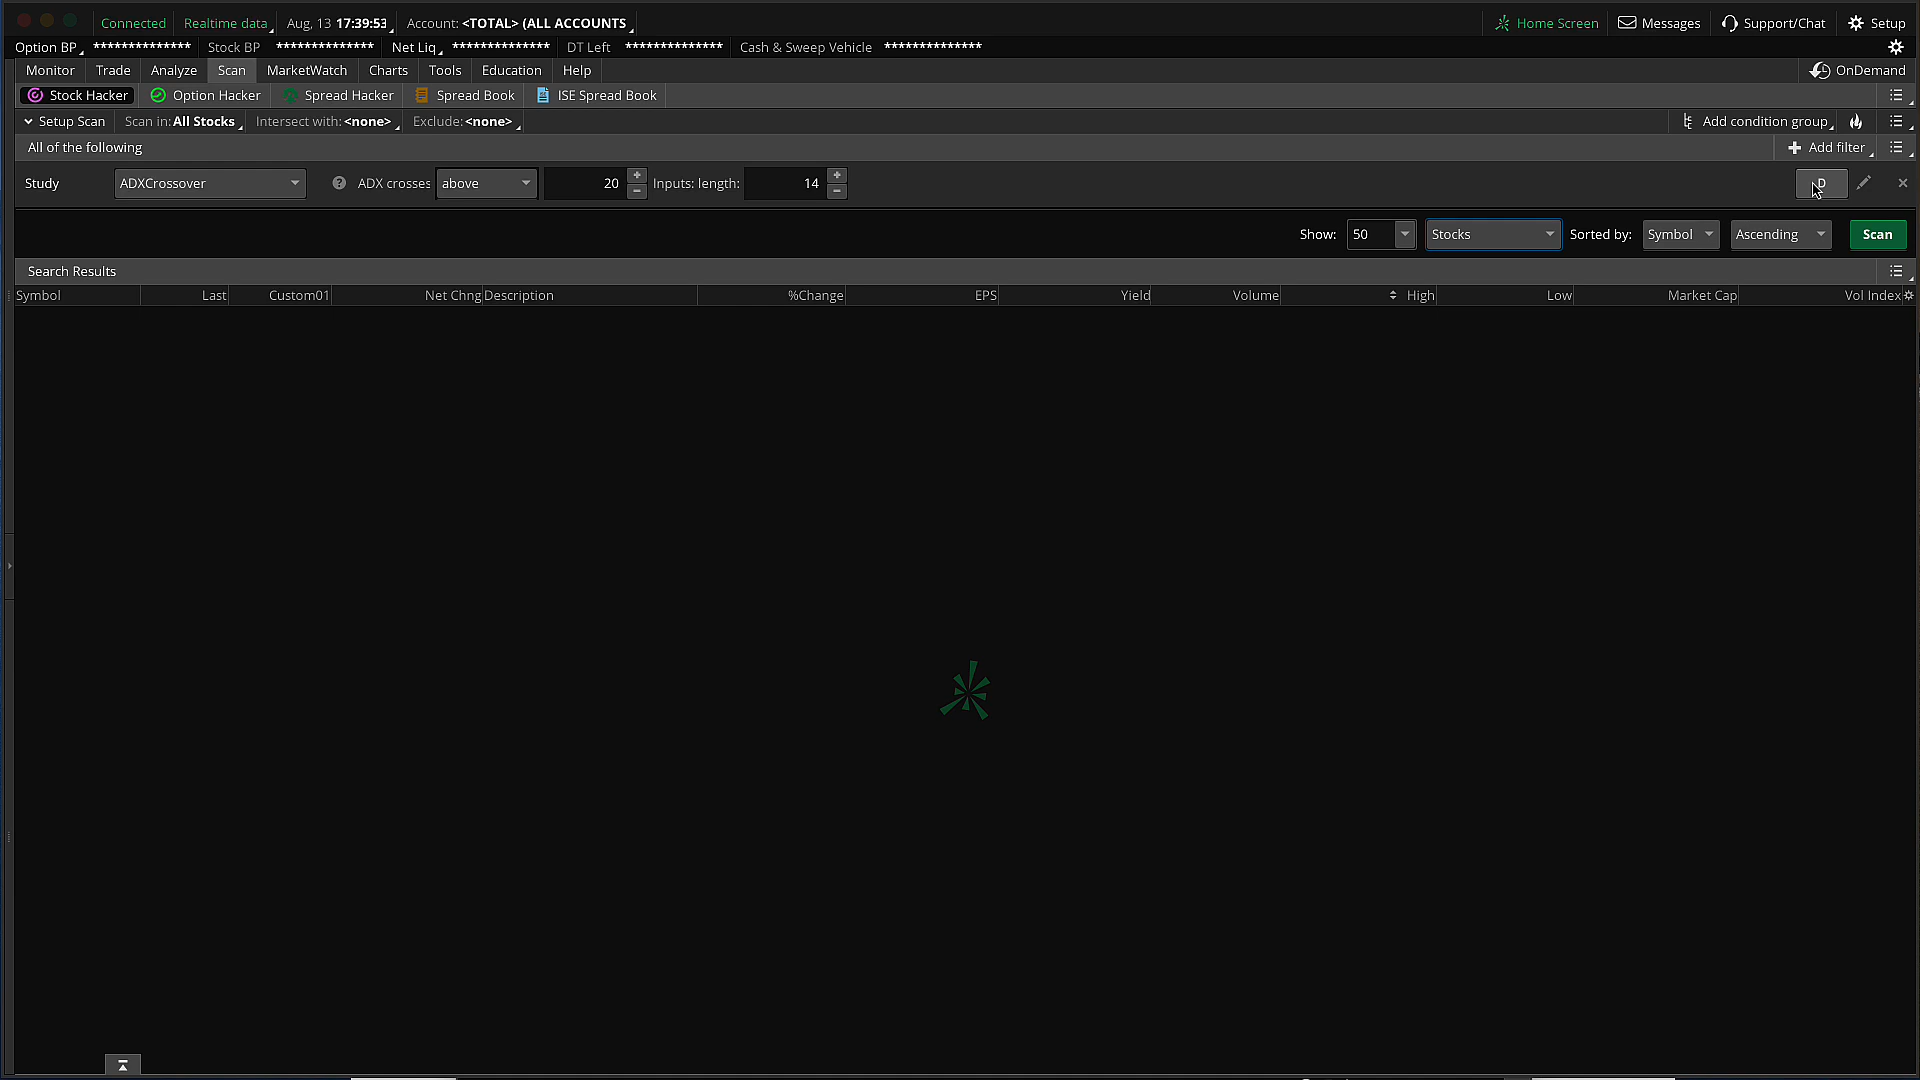 Connected Realtime data Aug, 13 17:39:53 Account: <TOTAL> (ALL ACCOUNTS Home Screen Messages Support/Chat Setup
Option BP ************** Stock BP ************** Net Liq ************** DT Left ************** Cash & Sweep Vehicle **************
Monitor Trade Analyze Scan MarketWatch Charts Tools Education Help OnDemand
Stock Hacker Option Hacker Spread Hacker Spread Book ISE Spread Book
Setup Scan Scan in: All Stocks Intersect with: <none> Exclude: <none> Add condition group
All of the following + Add filter
Study ADXCrossover ? ADX crosses above 20 + − Inputs: length: 14 + − D ×
Show: 50 Stocks Sorted by: Symbol Ascending Scan
Search Results
Symbol Last Custom01 Net Chng Description %Change EPS Yield Volume High Low Market Cap Vol Index